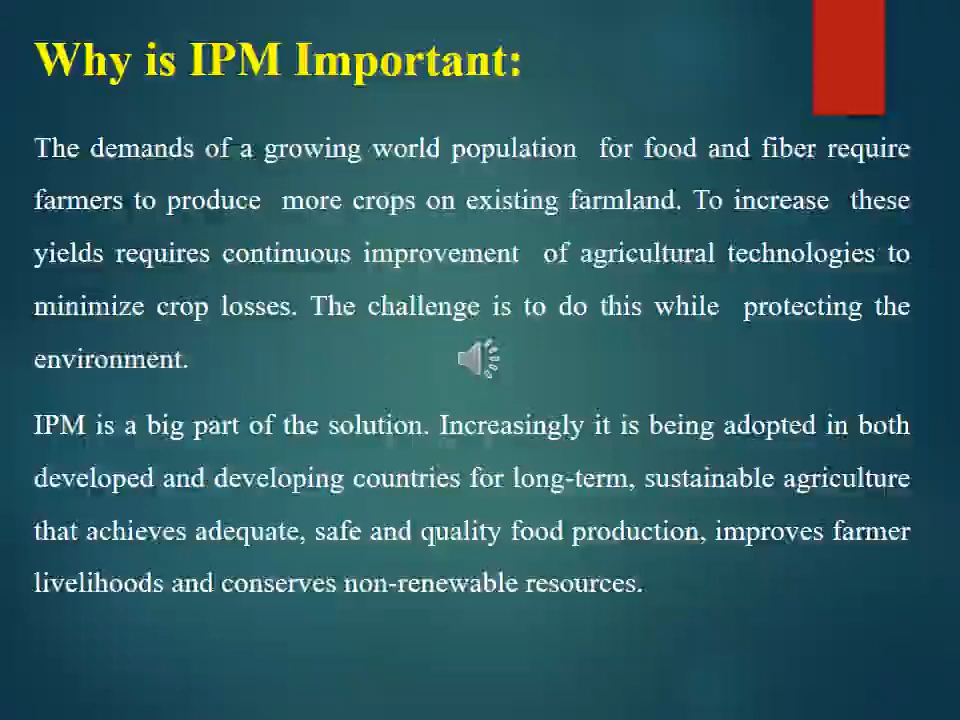 Why is IPM Important:
The demands of a growing world population for food and fiber require
farmers to produce more crops on existing farmland. To increase these
yields requires continuous improvement of agricultural technologies to
minimize crop losses. The challenge is to do this while protecting the
environment.
IPM is a big part of the solution. Increasingly it is being adopted in both
developed and developing countries for long-term, sustainable agriculture
that achieves adequate, safe and quality food production, improves farmer
livelihoods and conserves non-renewable resources.